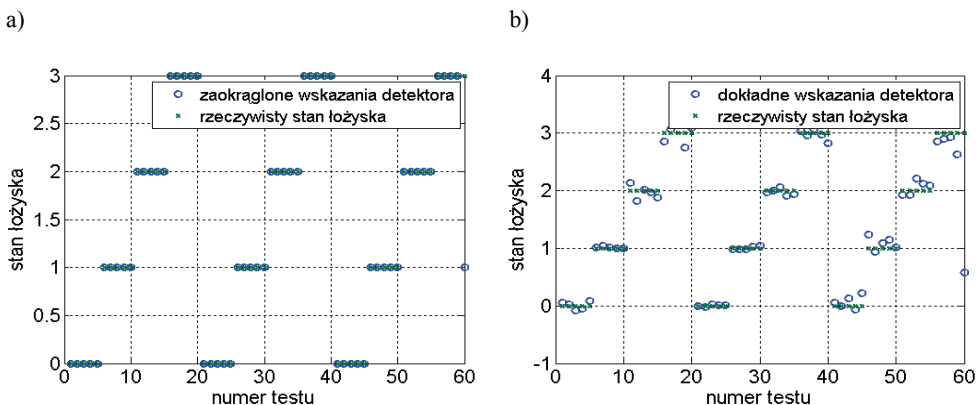 a)
b)
zaokrąglone wskazania detektora
rzeczywisty stan łożyska
3
2.5
2
1.5
1
0.5
0
0
10
20
30
40
50
60
stan łożyska
numer testu
dokładne wskazania detektora
rzeczywisty stan łożyska
4
3
2
1
0
-1
0
10
20
30
40
50
60
stan łożyska
numer testu